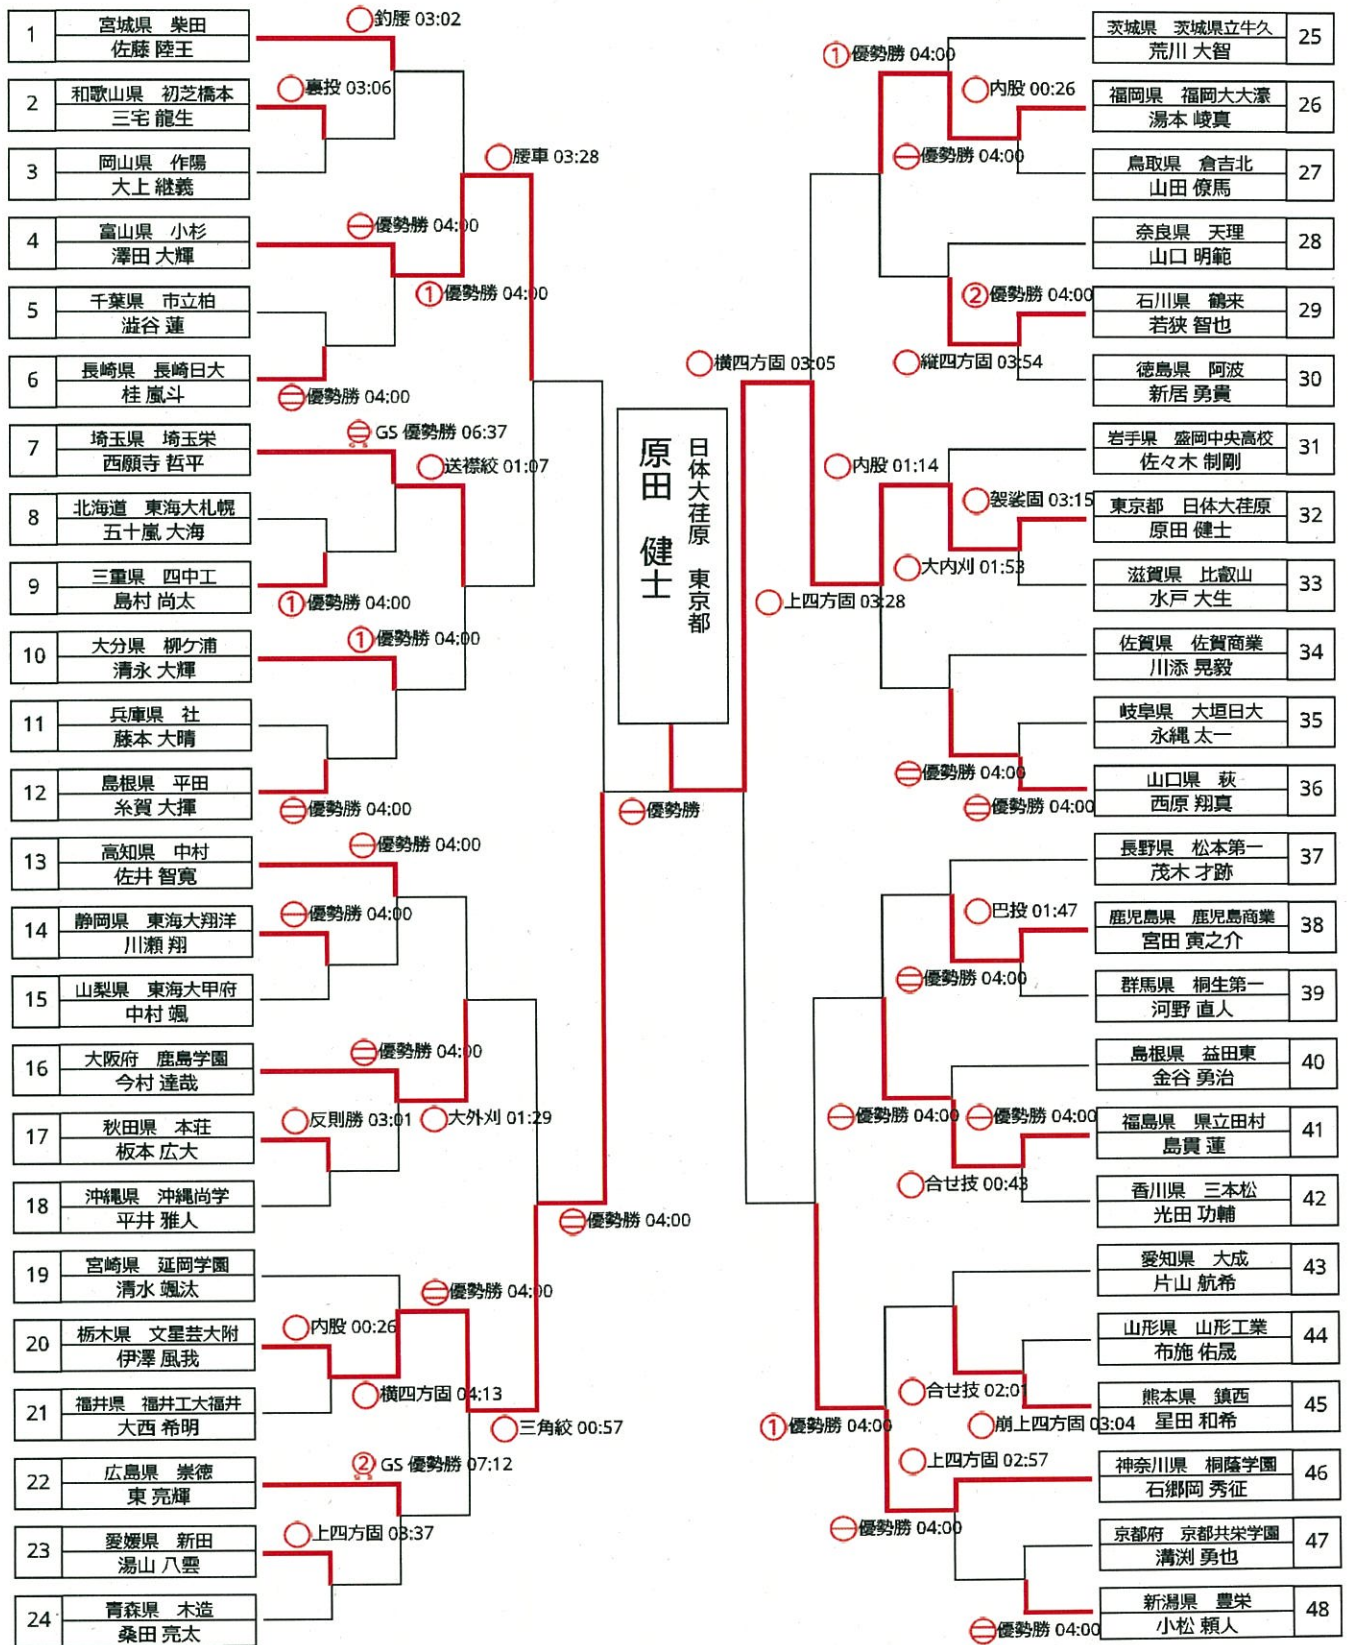 1
宮城県　柴田
佐藤 陸王
釣腰 03:02
2
和歌山県　初芝橋本
三宅 龍生
裏投 03:06
3
岡山県　作陽
大上 継義
腰車 03:28
4
富山県　小杉
澤田 大輝
優勢勝 04:00
5
千葉県　市立柏
澁谷 蓮
1 優勢勝 04:00
6
長崎県　長崎日大
桂 嵐斗
優勢勝 04:00
7
埼玉県　埼玉栄
西願寺 哲平
GS 優勢勝 06:37
送襟絞 01:07
8
北海道　東海大札幌
五十嵐 大海
9
三重県　四中工
島村 尚太
1 優勢勝 04:00
10
大分県　柳ケ浦
清永 大輝
1 優勢勝 04:00
11
兵庫県　社
藤本 大晴
12
島根県　平田
糸賀 大揮
優勢勝 04:00
13
高知県　中村
佐井 智寛
優勢勝 04:00
14
静岡県　東海大翔洋
川瀬 翔
優勢勝 04:00
15
山梨県　東海大甲府
中村 颯
16
大阪府　鹿島学園
今村 達哉
優勢勝 04:00
17
秋田県　本荘
板本 広大
反則勝 03:01
大外刈 01:29
18
沖縄県　沖縄尚学
平井 雅人
優勢勝 04:00
19
宮崎県　延岡学園
清水 颯汰
優勢勝 04:00
20
栃木県　文星芸大附
伊澤 風我
内股 00:26
横四方固 04:13
21
福井県　福井工大福井
大西 希明
三角絞 00:57
22
広島県　崇徳
東 亮輝
2 GS 優勢勝 07:12
23
愛媛県　新田
湯山 八雲
上四方固 03:37
24
青森県　木造
桑田 亮太
日体大荏原　東京都
原田　健士
優勢勝
茨城県　茨城県立牛久
荒川 大智
25
1 優勢勝 04:00
内股 00:26
福岡県　福岡大大濠
湯本 崚真
26
優勢勝 04:00
鳥取県　倉吉北
山田 僚馬
27
奈良県　天理
山口 明範
28
2 優勢勝 04:00
石川県　鶴来
若狭 智也
29
横四方固 03:05
縦四方固 03:54
徳島県　阿波
新居 勇貴
30
岩手県　盛岡中央高校
佐々木 制剛
31
内股 01:14
袈裟固 03:15
東京都　日体大荏原
原田 健士
32
大内刈 01:53
滋賀県　比叡山
水戸 大生
33
上四方固 03:28
佐賀県　佐賀商業
川添 晃毅
34
岐阜県　大垣日大
永縄 太一
35
優勢勝 04:00
山口県　萩
西原 翔真
36
優勢勝 04:00
長野県　松本第一
茂木 才跡
37
巴投 01:47
鹿児島県　鹿児島商業
宮田 寅之介
38
優勢勝 04:00
群馬県　桐生第一
河野 直人
39
島根県　益田東
金谷 勇治
40
優勢勝 04:00
優勢勝 04:00
福島県　県立田村
島貫 蓮
41
合せ技 00:43
香川県　三本松
光田 功輔
42
愛知県　大成
片山 航希
43
山形県　山形工業
布施 佑晟
44
合せ技 02:01
熊本県　鎮西
星田 和希
45
崩上四方固 03:04
1 優勢勝 04:00
上四方固 02:57
神奈川県　桐蔭学園
石郷岡 秀征
46
優勢勝 04:00
京都府　京都共栄学園
溝渕 勇也
47
新潟県　豊栄
小松 頼人
48
優勢勝 04:00